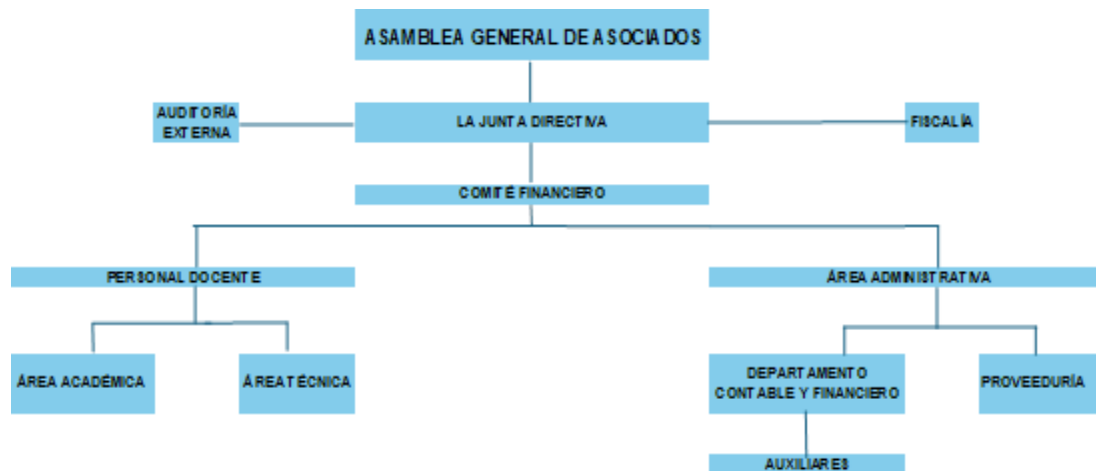 ASAMBLEA GENERAL DE ASOCIADOS
AUDITORÍA
EXTERNA
LA JUNTA DIRECTIVA
FISCALÍA
COMITÉ FINANCIERO
PERSONAL DOCENTE
ÁREA ADMINISTRATIVA
ÁREA ACADÉMICA
ÁREA TÉCNICA
DEPARTAMENTO
CONTABLE Y FINANCIERO
PROVEEDURÍA
AUXILIARES